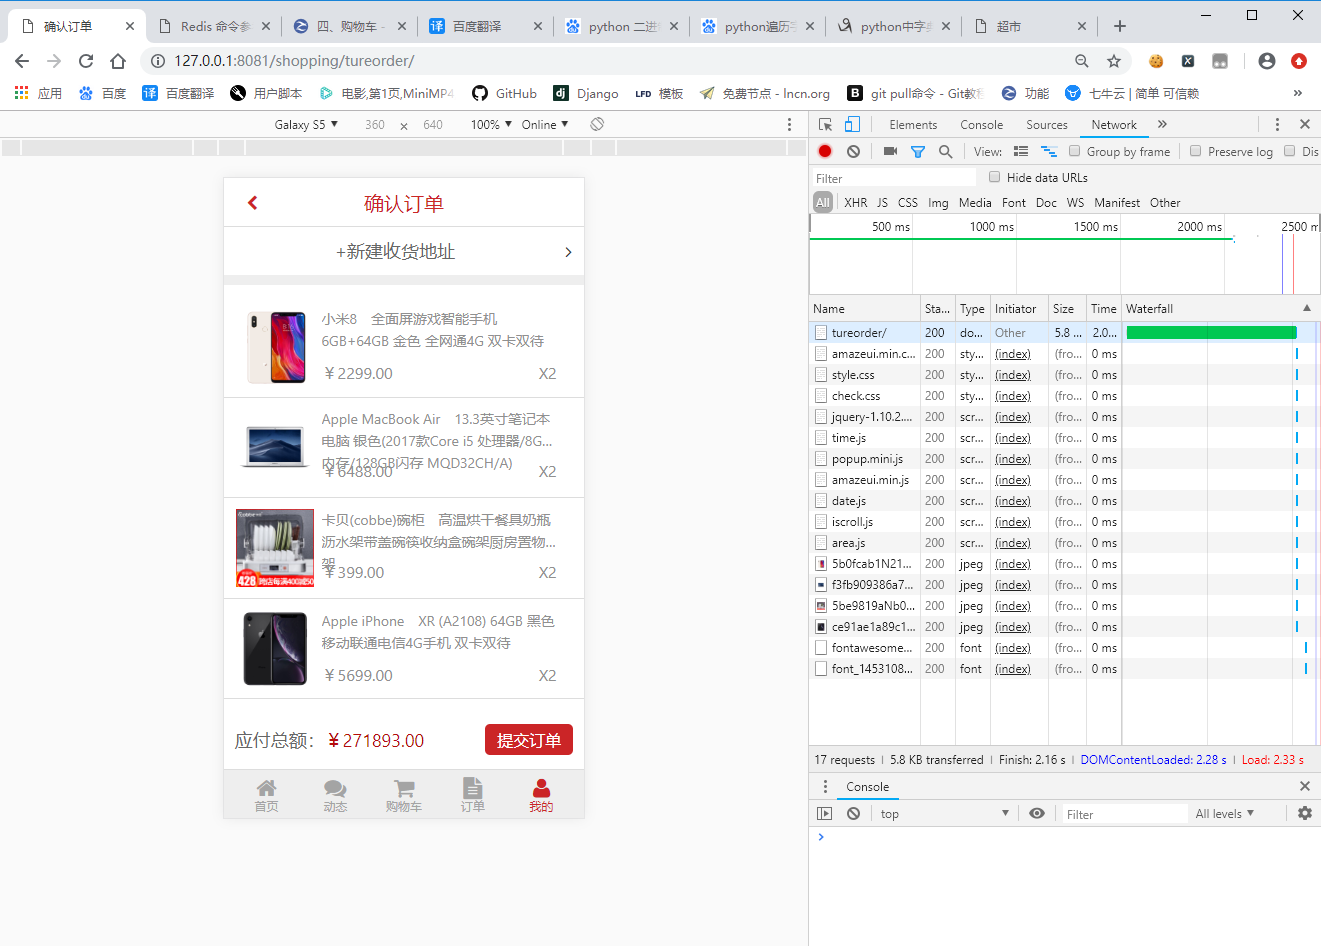 确认订单
Redis 命令参
四、购物车 -
百度翻译
python 二进
python遍历字
python中字典
超市
127.0.0.1:8081/shopping/tureorder/
应用
百度
百度翻译
用户脚本
电影,第1页,MiniMP4
GitHub
Django
LFD 模板
免费节点 - lncn.org
git pull命令 - Git教程
功能
七牛云 | 简单 可信赖
»
Galaxy S5 ▼ 360 × 640 100% ▼ Online ▼
Elements Console Sources Network »
View: Group by frame Preserve log Dis
Filter Hide data URLs
All XHR JS CSS Img Media Font Doc WS Manifest Other
500 ms 1000 ms 1500 ms 2000 ms 2500 m
Name Sta... Type Initiator Size Time Waterfall
tureorder/ 200 do... Other 5.8 ... 2.0...
amazeui.min.c... 200 sty... (index) (fro... 0 ms
style.css 200 sty... (index) (fro... 0 ms
check.css 200 sty... (index) (fro... 0 ms
jquery-1.10.2.... 200 scr... (index) (fro... 0 ms
time.js 200 scr... (index) (fro... 0 ms
popup.mini.js 200 scr... (index) (fro... 0 ms
amazeui.min.js 200 scr... (index) (fro... 0 ms
date.js 200 scr... (index) (fro... 0 ms
iscroll.js 200 scr... (index) (fro... 0 ms
area.js 200 scr... (index) (fro... 0 ms
5b0fcab1N21... 200 jpeg (index) (fro... 0 ms
f3fb909386a7... 200 jpeg (index) (fro... 0 ms
5be9819aNb0... 200 jpeg (index) (fro... 0 ms
ce91ae1a89c1... 200 jpeg (index) (fro... 0 ms
fontawesome... 200 font (index) (fro... 0 ms
font_1453108... 200 font (index) (fro... 0 ms
17 requests | 5.8 KB transferred | Finish: 2.16 s | DOMContentLoaded: 2.28 s | Load: 2.33 s
Console
top ▼ Filter All levels ▼
确认订单
+新建收货地址
小米8 全面屏游戏智能手机
6GB+64GB 金色 全网通4G 双卡双待
￥2299.00 X2
Apple MacBook Air 13.3英寸笔记本
电脑 银色(2017款Core i5 处理器/8G...
内存/128GB闪存 MQD32CH/A)
￥6488.00 X2
卡贝(cobbe)碗柜 高温烘干餐具奶瓶
沥水架带盖碗筷收纳盒碗架厨房置物...
架
￥399.00 X2
428
Apple iPhone XR (A2108) 64GB 黑色
移动联通电信4G手机 双卡双待
￥5699.00 X2
应付总额: ￥271893.00 提交订单
首页 动态 购物车 订单 我的